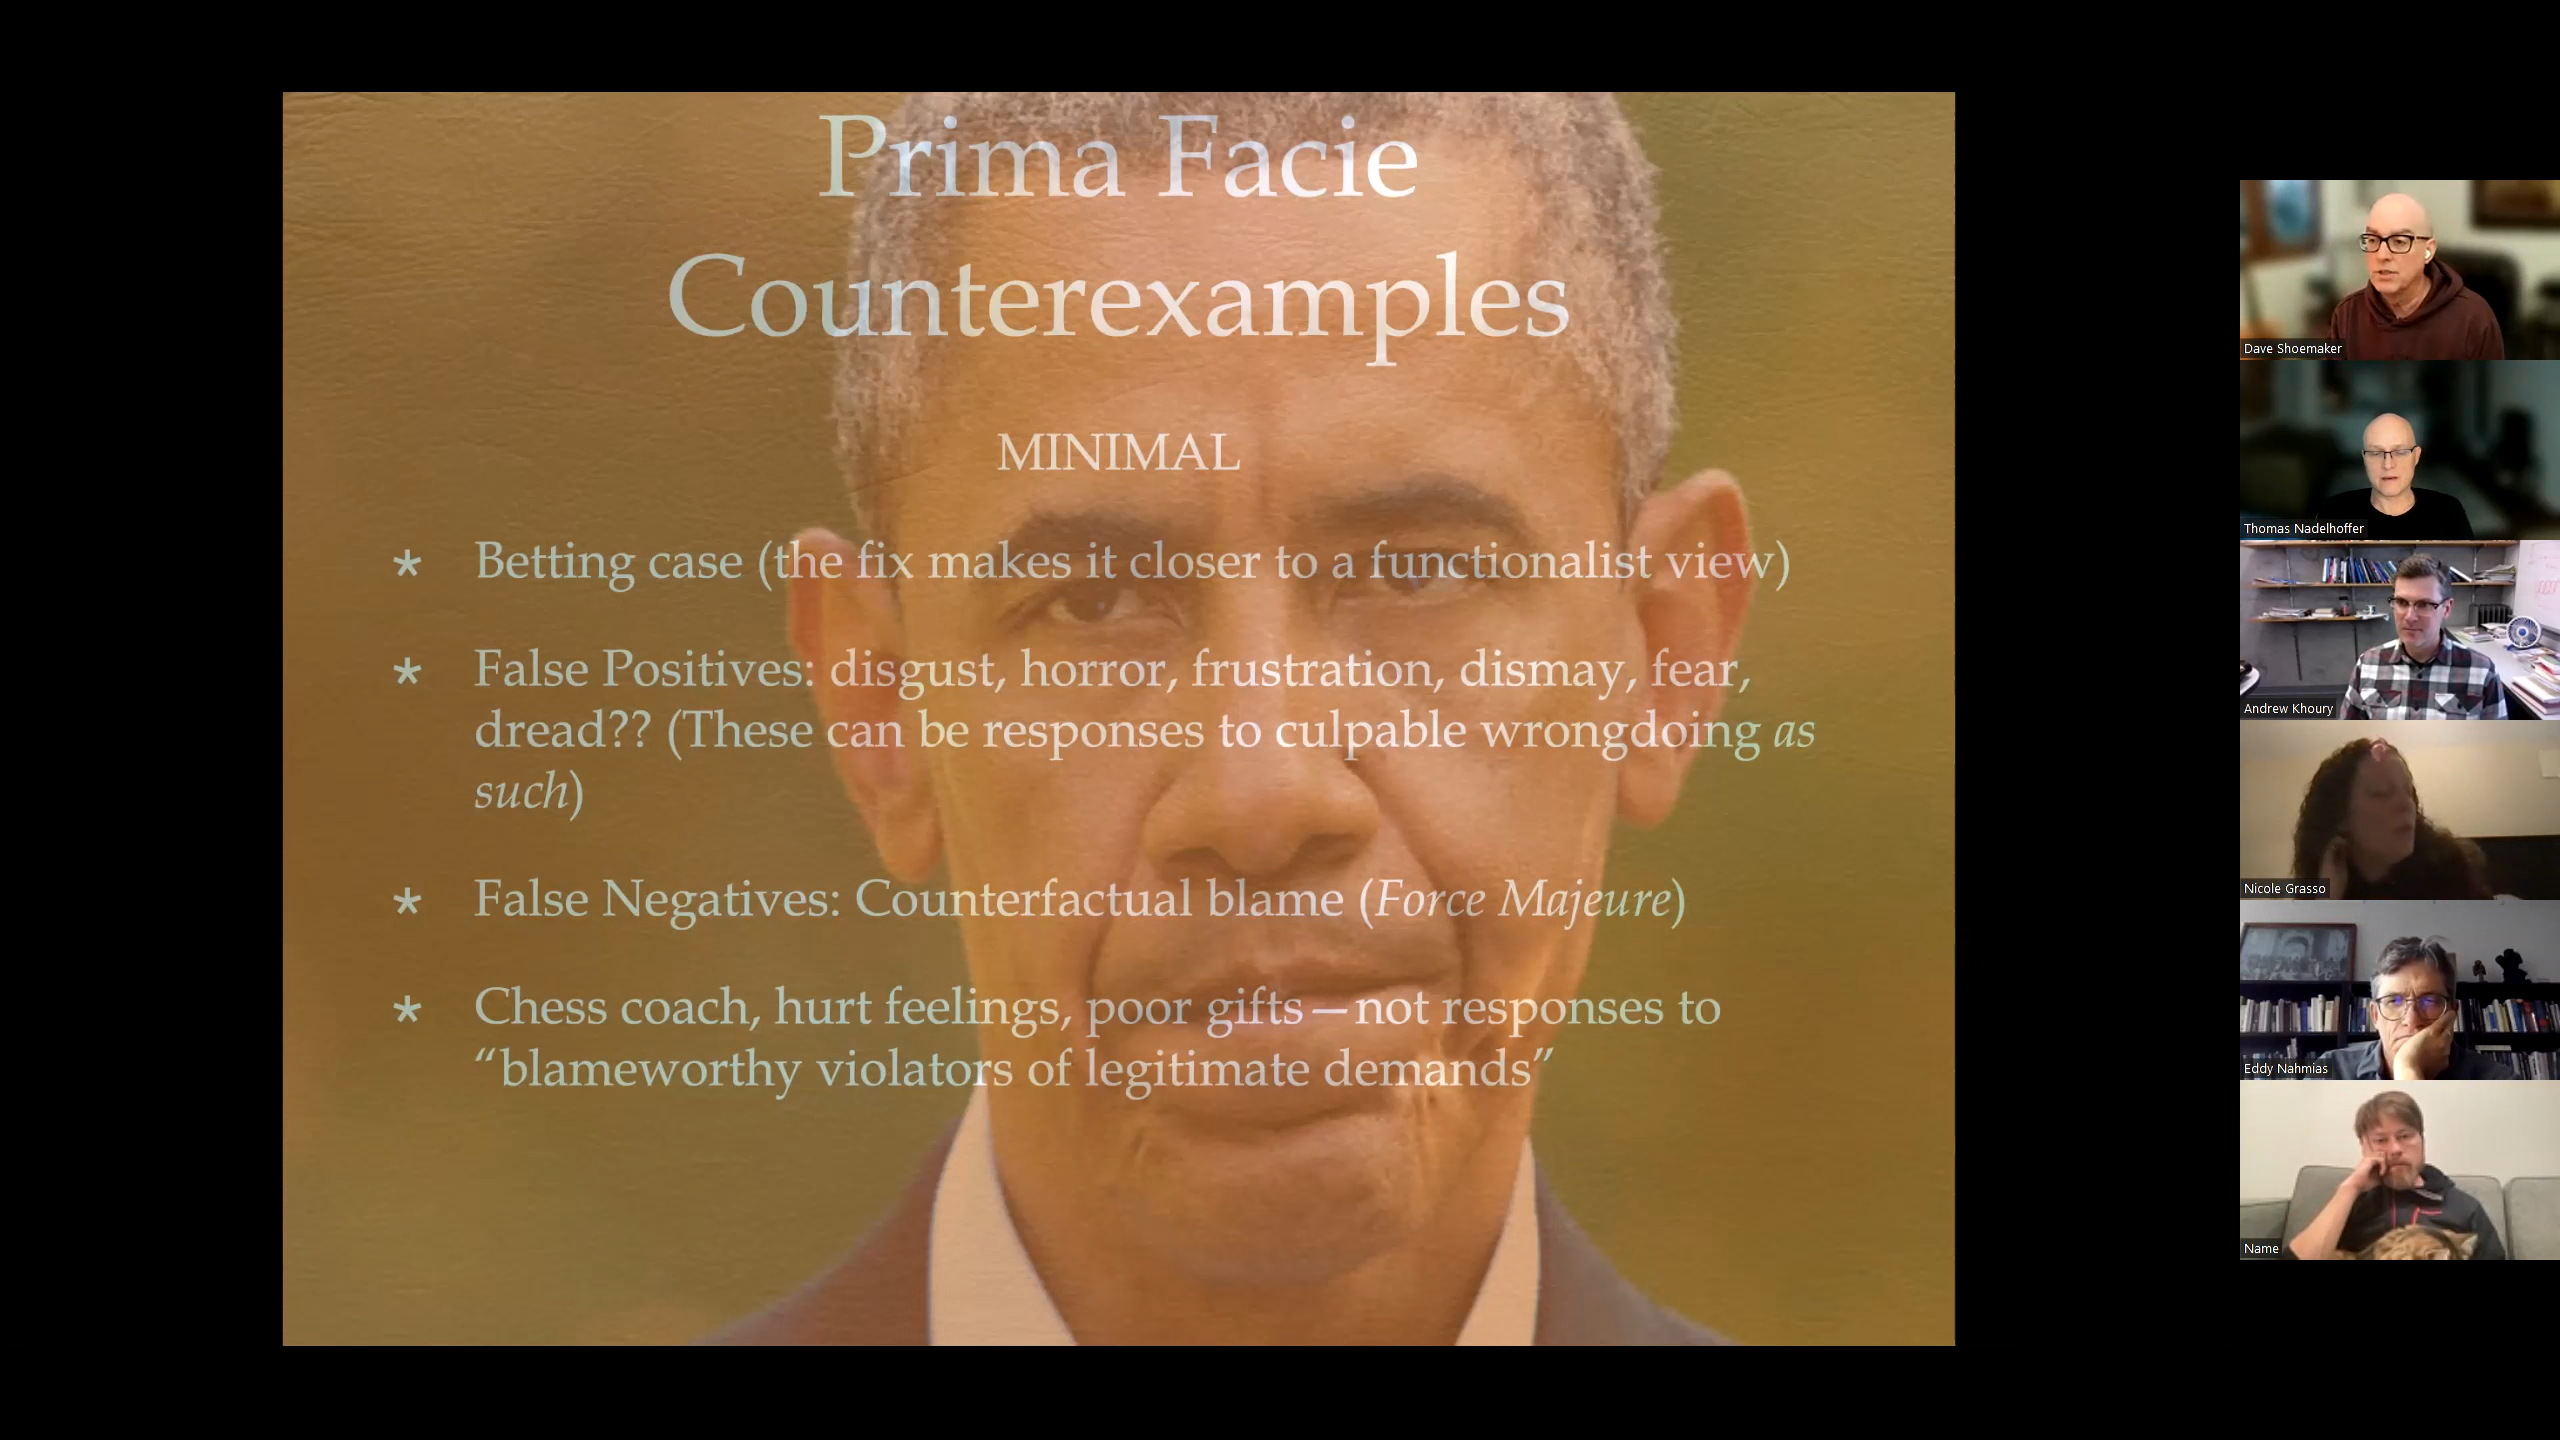 Prima Facie
Counterexamples
MINIMAL
* Betting case (the fix makes it closer to a functionalist view)
* False Positives: disgust, horror, frustration, dismay, fear,
dread?? (These can be responses to culpable wrongdoing as
such)
* False Negatives: Counterfactual blame (Force Majeure)
* Chess coach, hurt feelings, poor gifts—not responses to
“blameworthy violators of legitimate demands”
Dave Shoemaker
Thomas Nadelhoffer
Andrew Khoury
Nicole Grasso
Eddy Nahmias
Name